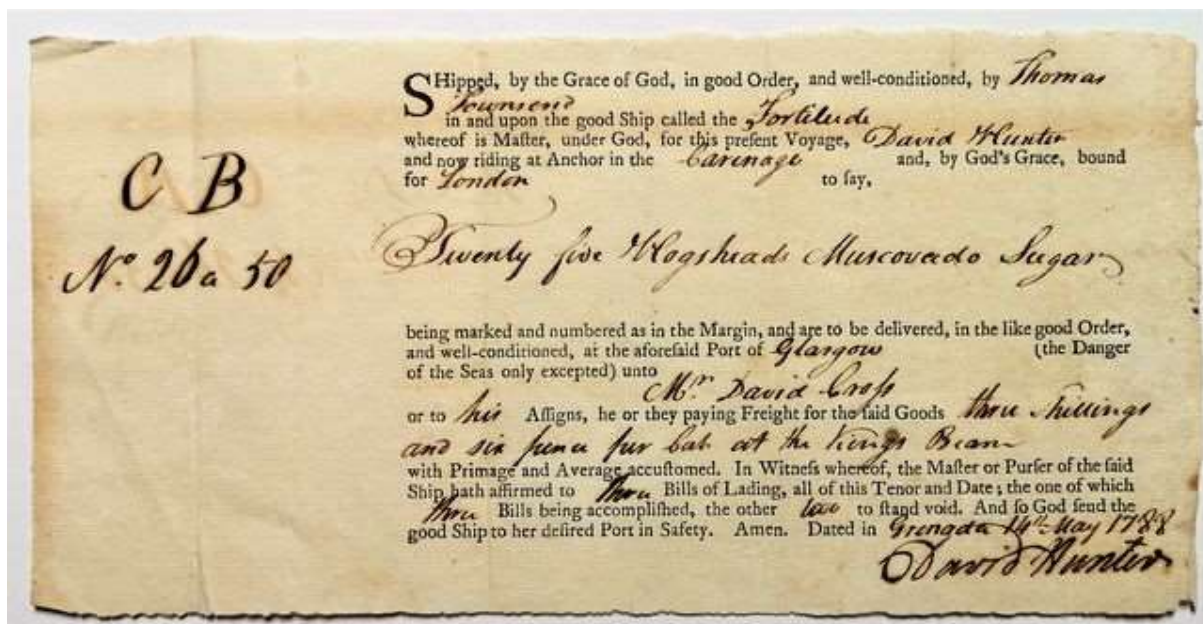 SHipped, by the Grace of God, in good Order, and well-conditioned, by Thomas
Townsend
in and upon the good Ship called the Fortitude
whereof is Maſter, under God, for this preſent Voyage, David Hunter
and now riding at Anchor in the Carenage and, by God's Grace, bound
for London to ſay,
C B
Nº 26 a 50
Twenty five Hogsheads Muscovado Sugar
being marked and numbered as in the Margin, and are to be delivered, in the like good Order,
and well-conditioned, at the aforeſaid Port of Glasgow (the Danger
of the Seas only excepted) unto
Mr. David Croſs
or to his Aſſigns, he or they paying Freight for the ſaid Goods three Shillings
and six pence per at the Kings Beam
with Primage and Average accuſtomed. In Witneſs whereof, the Maſter or Purſer of the ſaid
Ship hath affirmed to three Bills of Lading, all of this Tenor and Date; the one of which
three Bills being accompliſhed, the other two to ſtand void. And ſo God ſend the
good Ship to her deſired Port in Safety. Amen. Dated in 14th May 1788
David Hunter